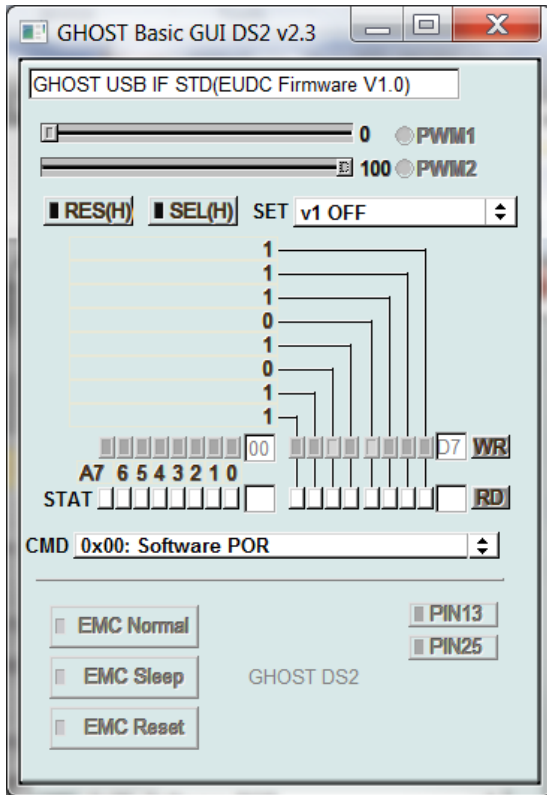 GHOST Basic GUI DS2 v2.3
GHOST USB IF STD(EUDC Firmware V1.0)
0 PWM1
100 PWM2
RES(H) SEL(H) SET v1 OFF
1
1
1
0
1
0
1
1
00 D7 WR
A7 6 5 4 3 2 1 0
STAT RD
CMD 0x00: Software POR
EMC Normal PIN13
PIN25
EMC Sleep GHOST DS2
EMC Reset